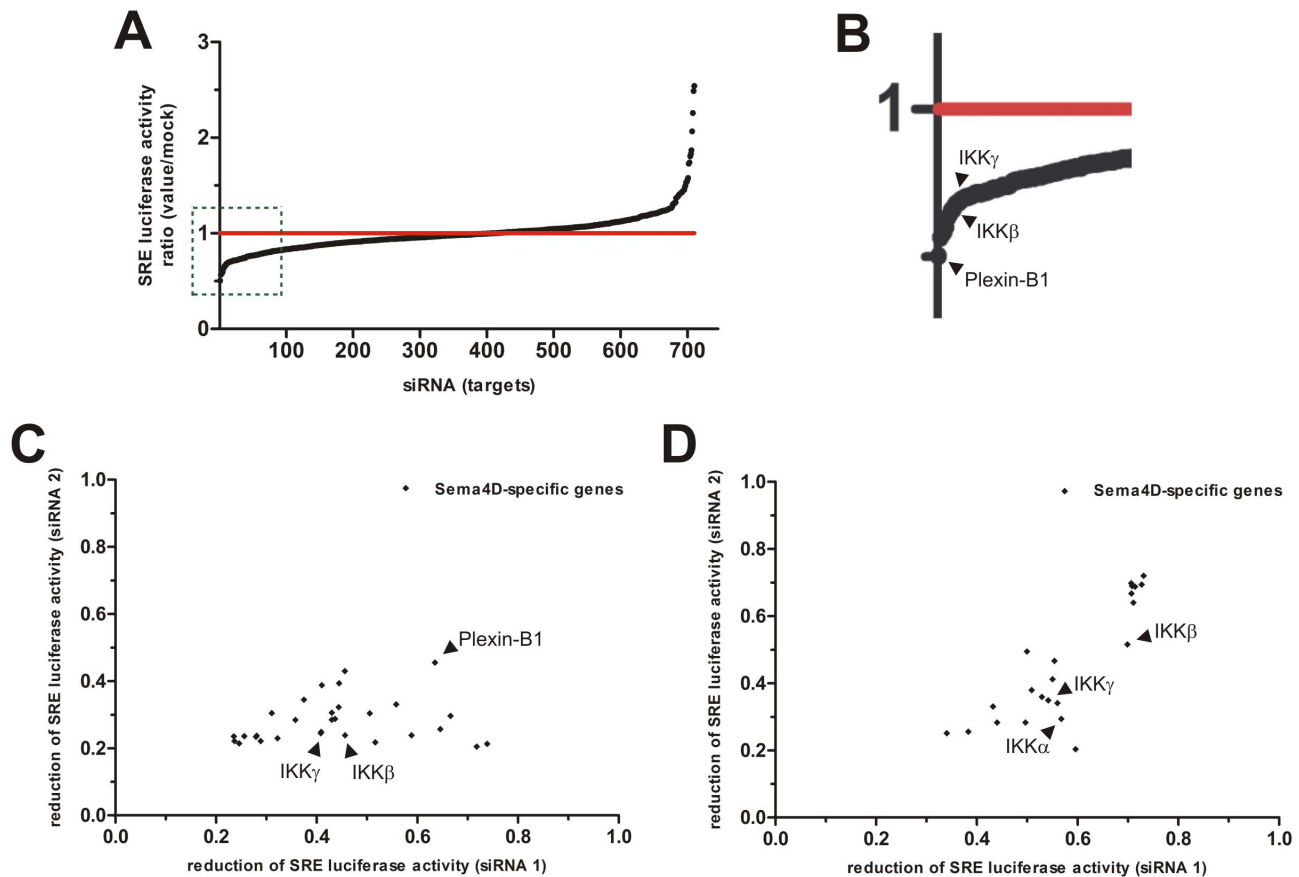 A
3
2
1
0
SRE luciferase activity
ratio (value/mock)
100 200 300 400 500 600 700
siRNA (targets)
B
1
IKKγ
IKKβ
Plexin-B1
C
1.0
0.8
0.6
0.4
0.2
0.0
reduction of SRE luciferase activity (siRNA 2)
Sema4D-specific genes
Plexin-B1
IKKγ IKKβ
0.0 0.2 0.4 0.6 0.8 1.0
reduction of SRE luciferase activity (siRNA 1)
D
1.0
0.8
0.6
0.4
0.2
0.0
reduction of SRE luciferase activity (siRNA 2)
Sema4D-specific genes
IKKβ
IKKγ
IKKα
0.0 0.2 0.4 0.6 0.8 1.0
reduction of SRE luciferase activity (siRNA 1)